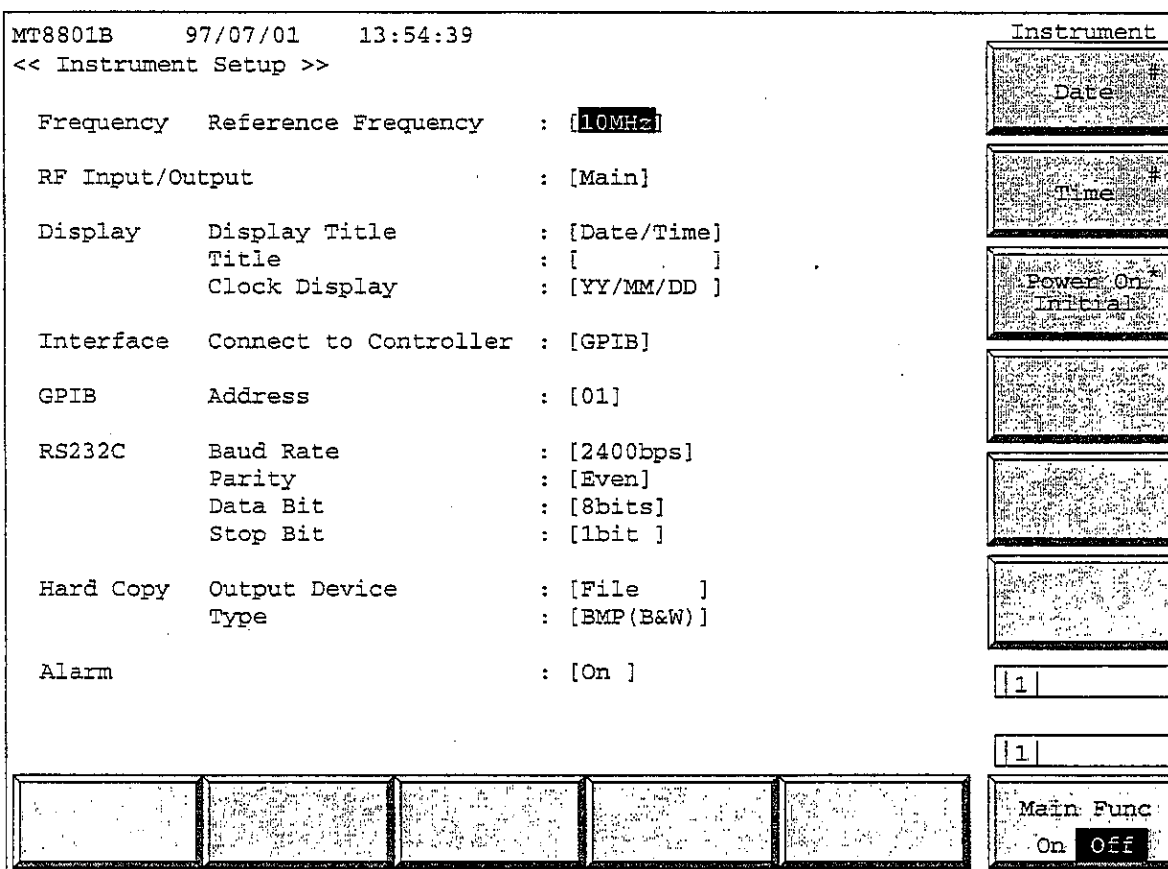 MT8801B 97/07/01 13:54:39
<< Instrument Setup >>
Frequency Reference Frequency : [10MHz]
RF Input/Output : [Main]
Display Display Title : [Date/Time]
Title : [ ]
Clock Display : [YY/MM/DD ]
Interface Connect to Controller : [GPIB]
GPIB Address : [01]
RS232C Baud Rate : [2400bps]
Parity : [Even]
Data Bit : [8bits]
Stop Bit : [1bit ]
Hard Copy Output Device : [File ]
Type : [BMP(B&W)]
Alarm : [On ]
Instrument
#
Date
#
Time
Power On*
Initial
|1|
|1|
Main Func
On Off